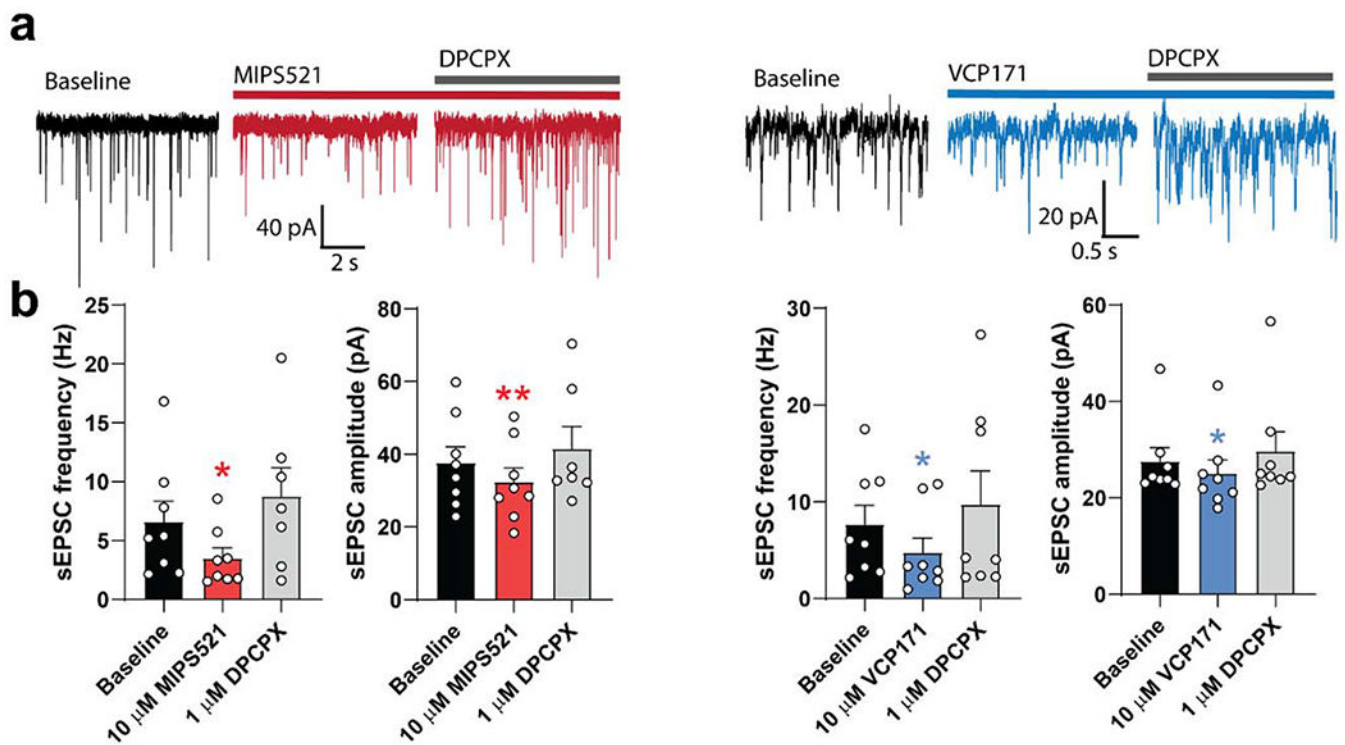 a
Baseline
MIPS521
DPCPX
40 pA
2 s
Baseline
VCP171
DPCPX
20 pA
0.5 s
b
sEPSC frequency (Hz)
25
20
15
10
5
0
*
Baseline
10 μM MIPS521
1 μM DPCPX
sEPSC amplitude (pA)
80
60
40
20
0
**
Baseline
10 μM MIPS521
1 μM DPCPX
sEPSC frequency (Hz)
30
20
10
0
*
Baseline
10 μM VCP171
1 μM DPCPX
sEPSC amplitude (pA)
60
40
20
0
*
Baseline
10 μM VCP171
1 μM DPCPX